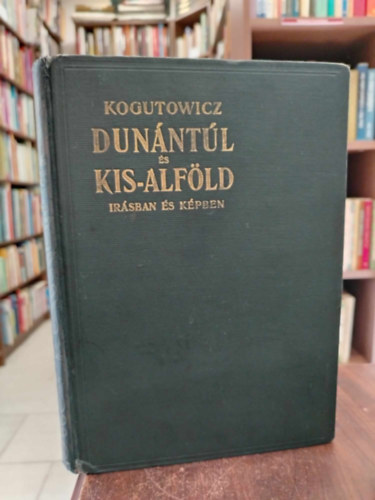 KOGUTOWICZ
DUNÁNTÚL
ÉS
KIS-ALFÖLD
IRÁSBAN ÉS KÉPBEN